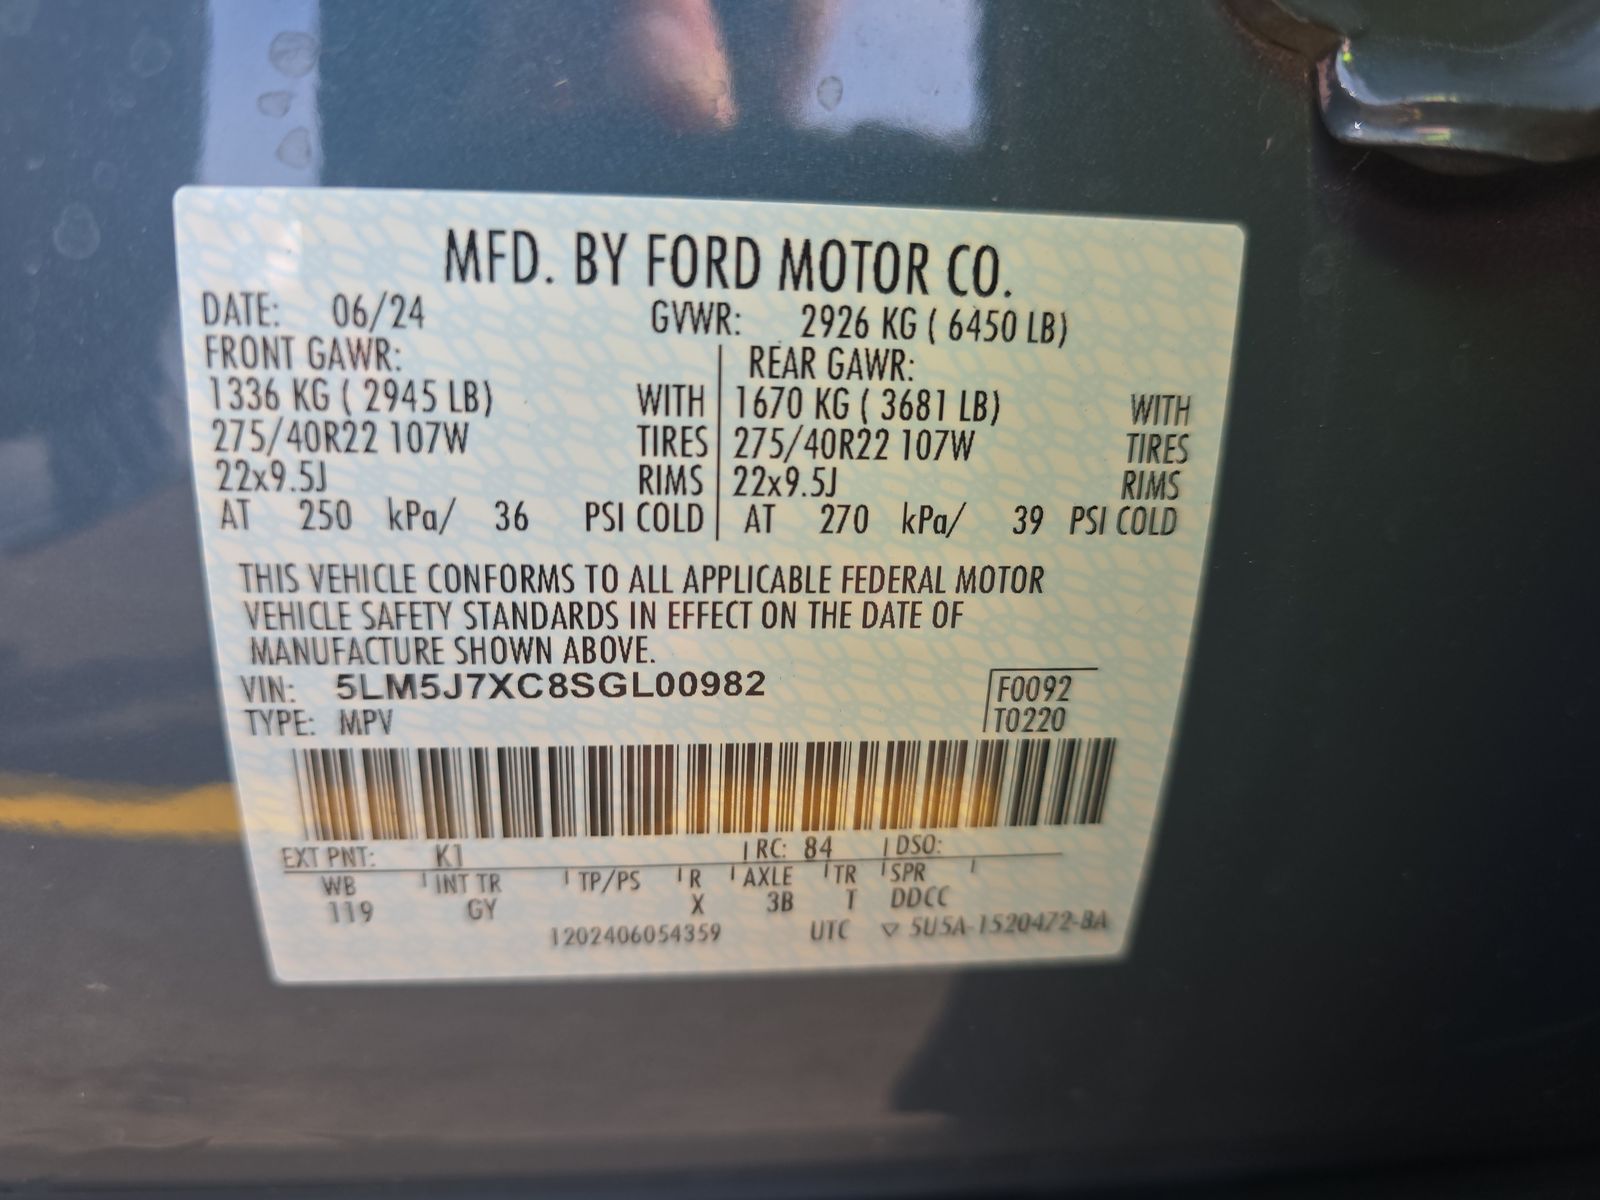 MFD. BY FORD MOTOR CO.
DATE: 06/24 GVWR: 2926 KG ( 6450 LB)
FRONT GAWR: REAR GAWR:
1336 KG ( 2945 LB) WITH 1670 KG ( 3681 LB) WITH
275/40R22 107W TIRES 275/40R22 107W TIRES
22x9.5J RIMS 22x9.5J RIMS
AT 250 kPa/ 36 PSI COLD AT 270 kPa/ 39 PSI COLD
THIS VEHICLE CONFORMS TO ALL APPLICABLE FEDERAL MOTOR
VEHICLE SAFETY STANDARDS IN EFFECT ON THE DATE OF
MANUFACTURE SHOWN ABOVE.
VIN: 5LM5J7XC8SGL00982 F0092
TYPE: MPV T0220
EXT PNT: K1 RC: 84 DSO:
WB INT TR TP/PS R AXLE TR SPR
119 GY X 3B T DDCC
1202406054359 UTC ▽ 5U5A-1520472-BA